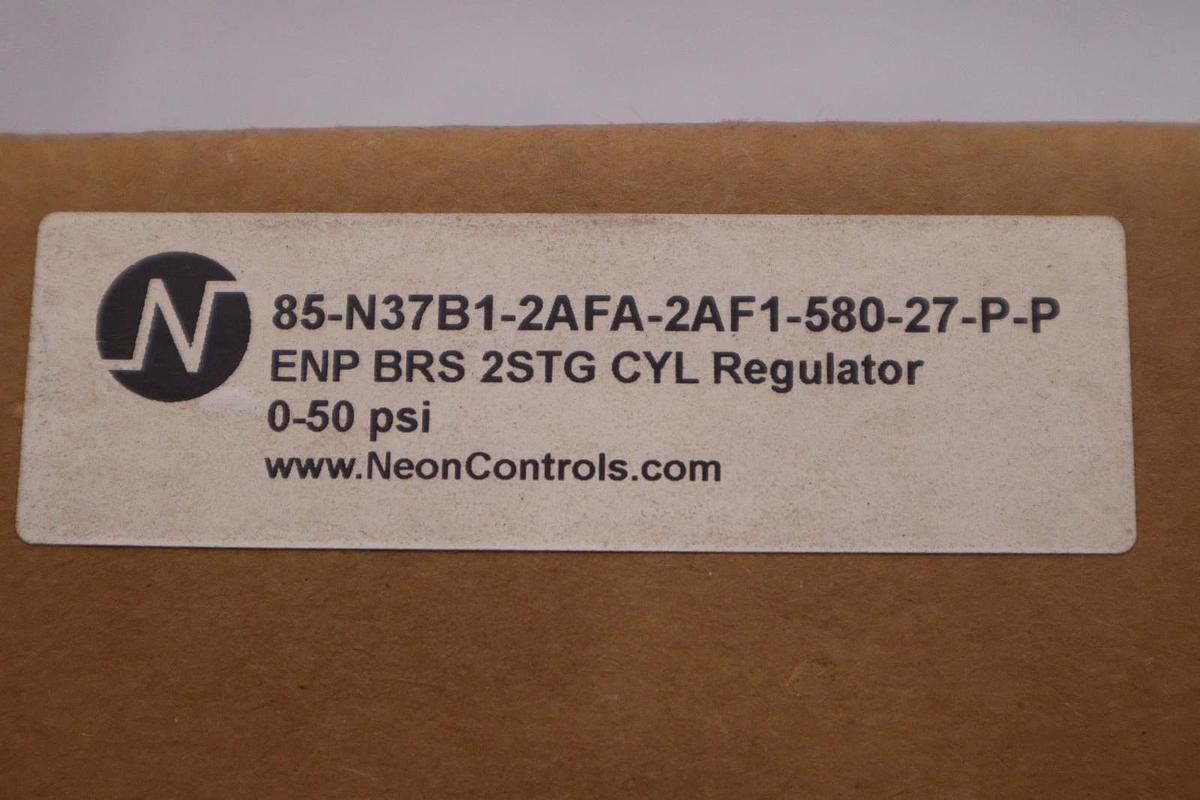 N
85-N37B1-2AFA-2AF1-580-27-P-P
ENP BRS 2STG CYL Regulator
0-50 psi
www.NeonControls.com